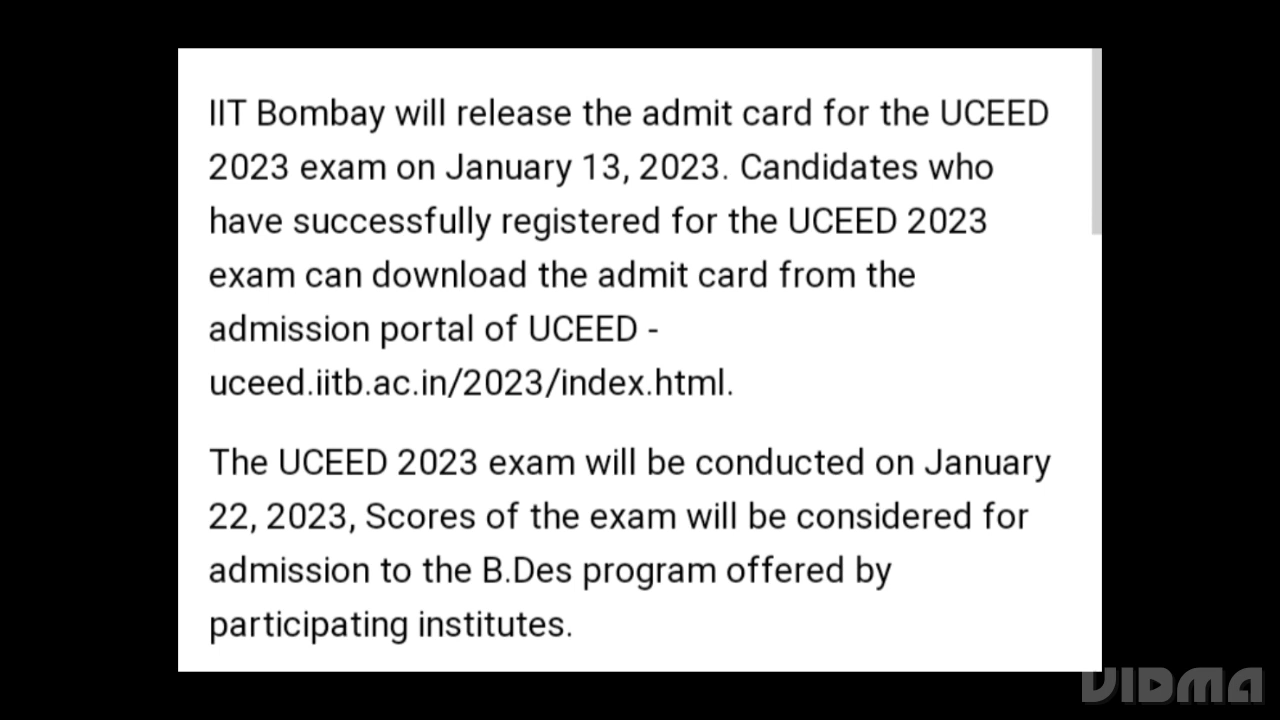 IIT Bombay will release the admit card for the UCEED
2023 exam on January 13, 2023. Candidates who
have successfully registered for the UCEED 2023
exam can download the admit card from the
admission portal of UCEED -
uceed.iitb.ac.in/2023/index.html.
The UCEED 2023 exam will be conducted on January
22, 2023, Scores of the exam will be considered for
admission to the B.Des program offered by
participating institutes.
VIDMA